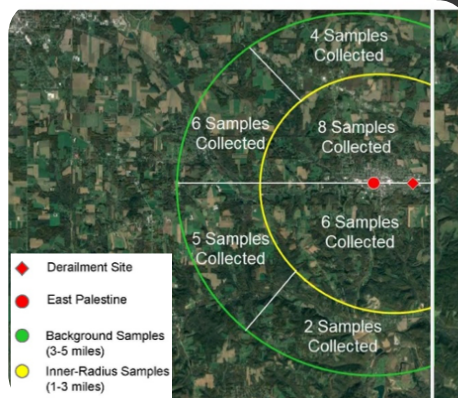 4 Samples
Collected
6 Samples
Collected
8 Samples
Collected
5 Samples
Collected
6 Samples
Collected
2 Samples
Collected
Derailment Site
East Palestine
Background Samples
(3-5 miles)
Inner-Radius Samples
(1-3 miles)